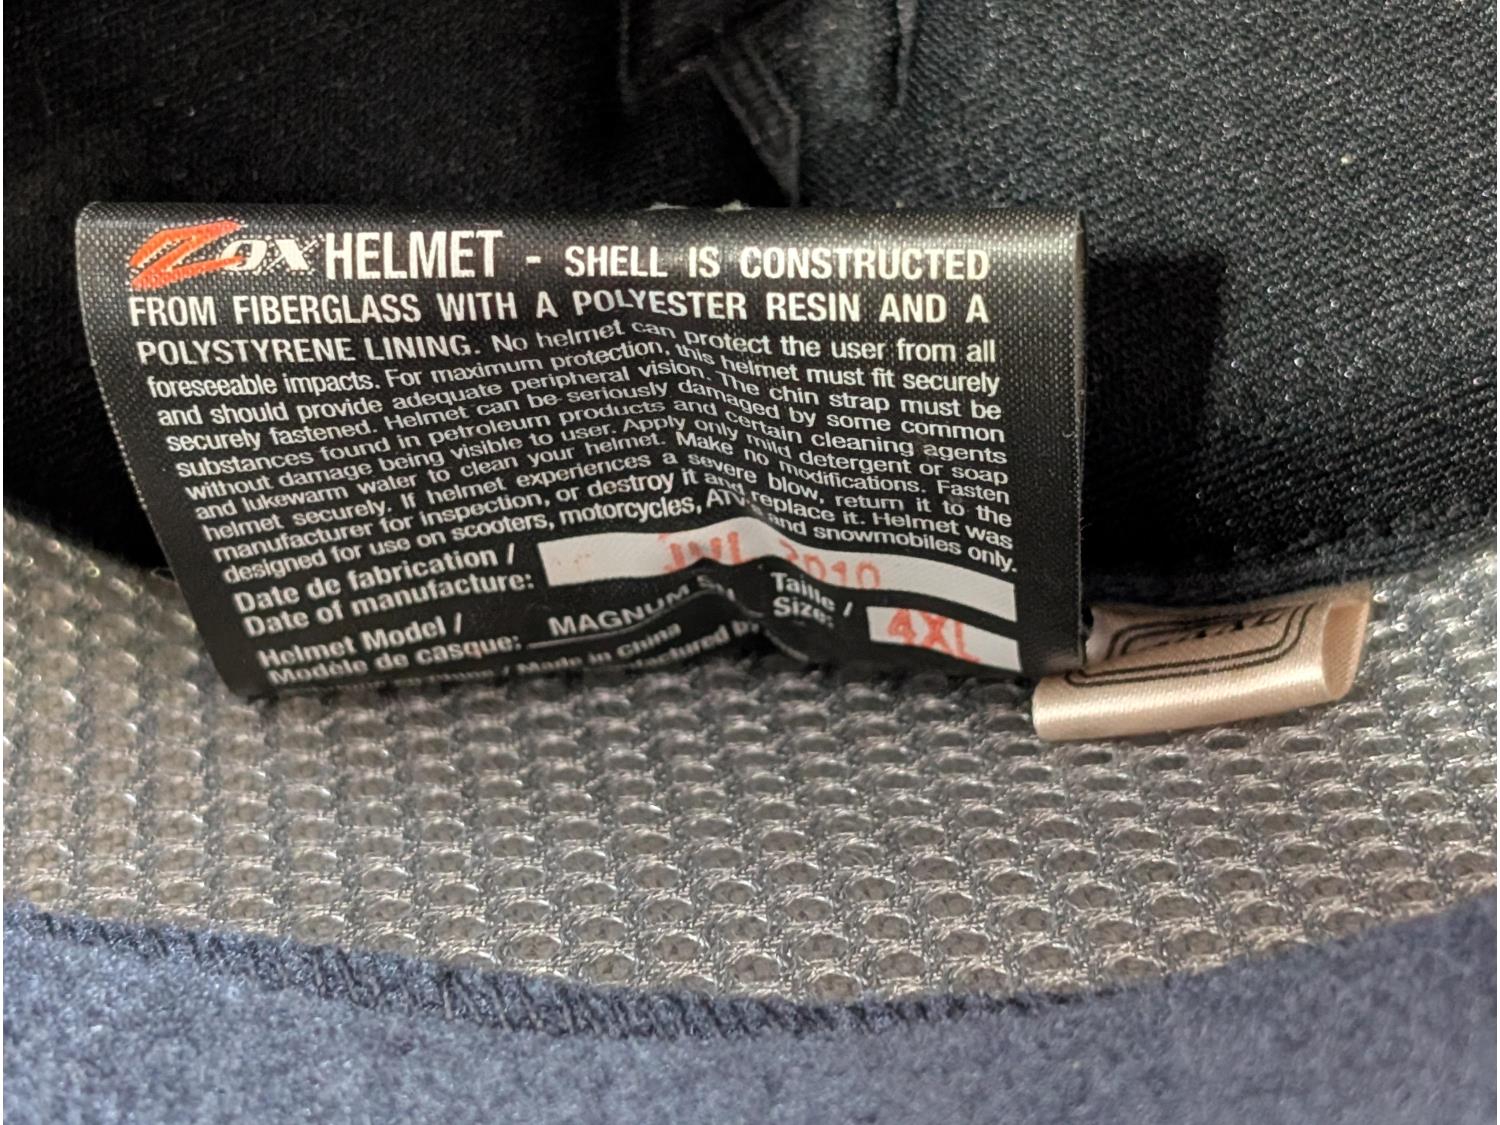 Zox HELMET - SHELL IS CONSTRUCTED
FROM FIBERGLASS WITH A POLYESTER RESIN AND A
POLYSTYRENE LINING. No helmet can protect the user from all
foreseeable impacts. For maximum protection, this helmet must fit securely
and should provide adequate peripheral vision. The chin strap must be
securely fastened. Helmet can be seriously damaged by some common
substances found in petroleum products and certain cleaning agents
without damage being visible to user. Apply only mild detergent or soap
and lukewarm water to clean your helmet. Make no modifications. Fasten
helmet securely. If helmet experiences a severe blow, return it to the
manufacturer for inspection, or destroy it and replace it. Helmet was
designed for use on scooters, motorcycles, ATV and snowmobiles only.
Date de fabrication /
Date of manufacture: JUL 2010
Helmet Model /
Modèle de casque: MAGNUM
Taille /
Size: 4XL
/ Made in China